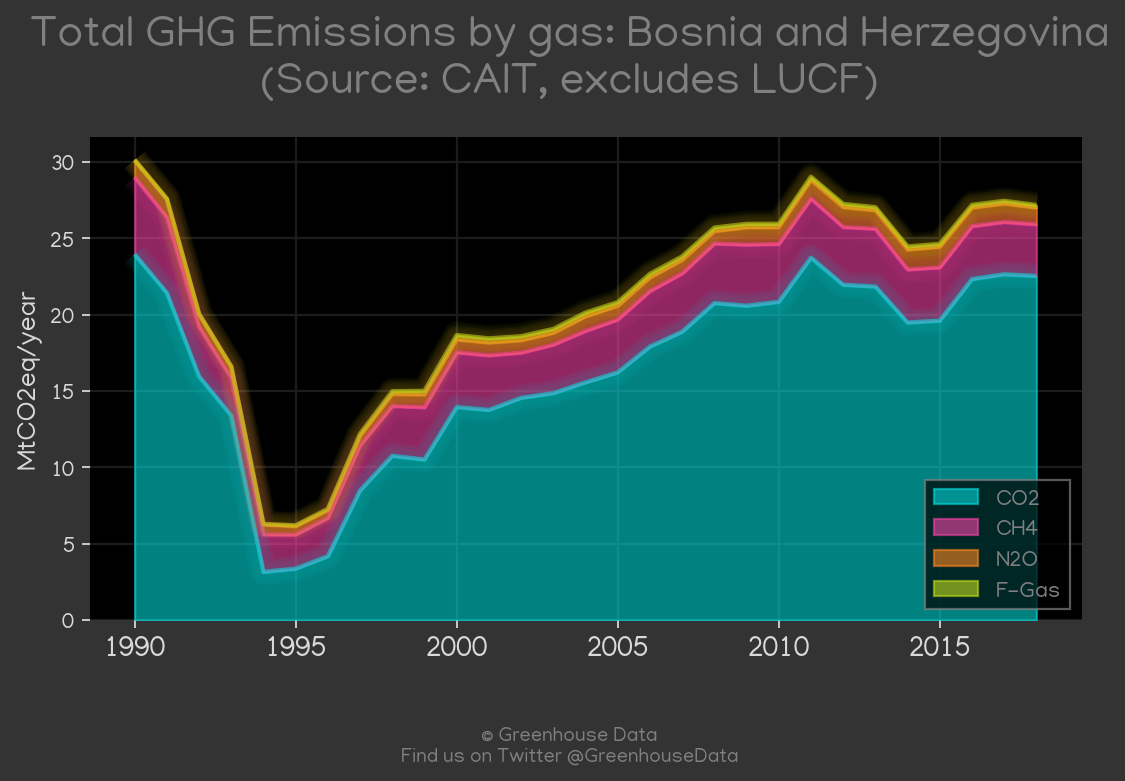 Total GHG Emissions by gas: Bosnia and Herzegovina
(Source: CAIT, excludes LUCF)
MtCO2eq/year
30
25
20
15
10
5
0
CO2
CH4
N2O
F-Gas
1990 1995 2000 2005 2010 2015
© Greenhouse Data
Find us on Twitter @GreenhouseData